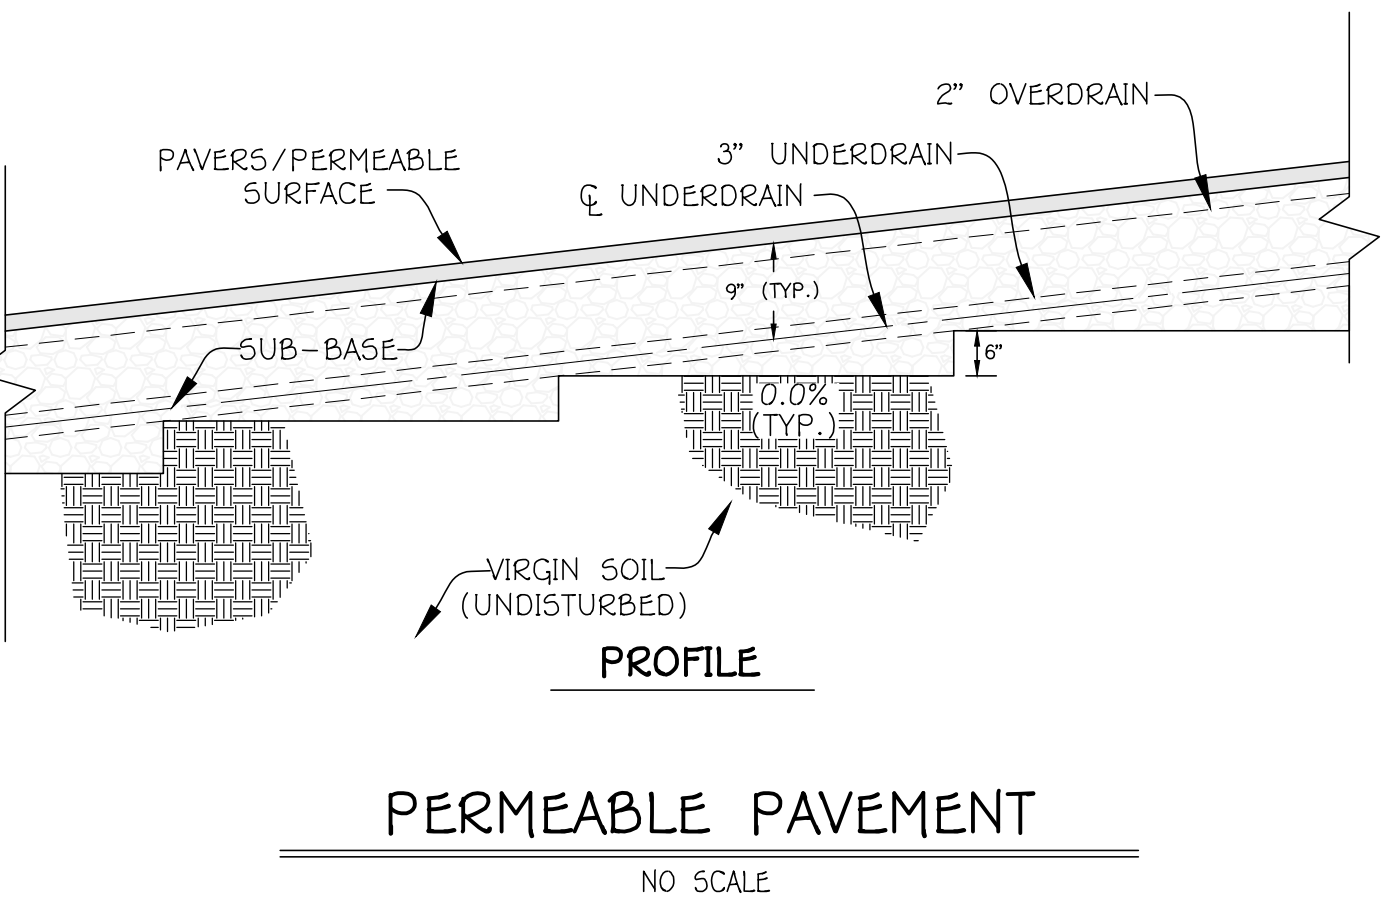 2” OVERDRAIN
3” UNDERDRAIN
PAVERS/PERMEABLE
SURFACE
℄ UNDERDRAIN
9” (TYP.)
SUB-BASE
6”
0.0%
(TYP.)
VIRGIN SOIL
(UNDISTURBED)
PROFILE
PERMEABLE PAVEMENT
NO SCALE